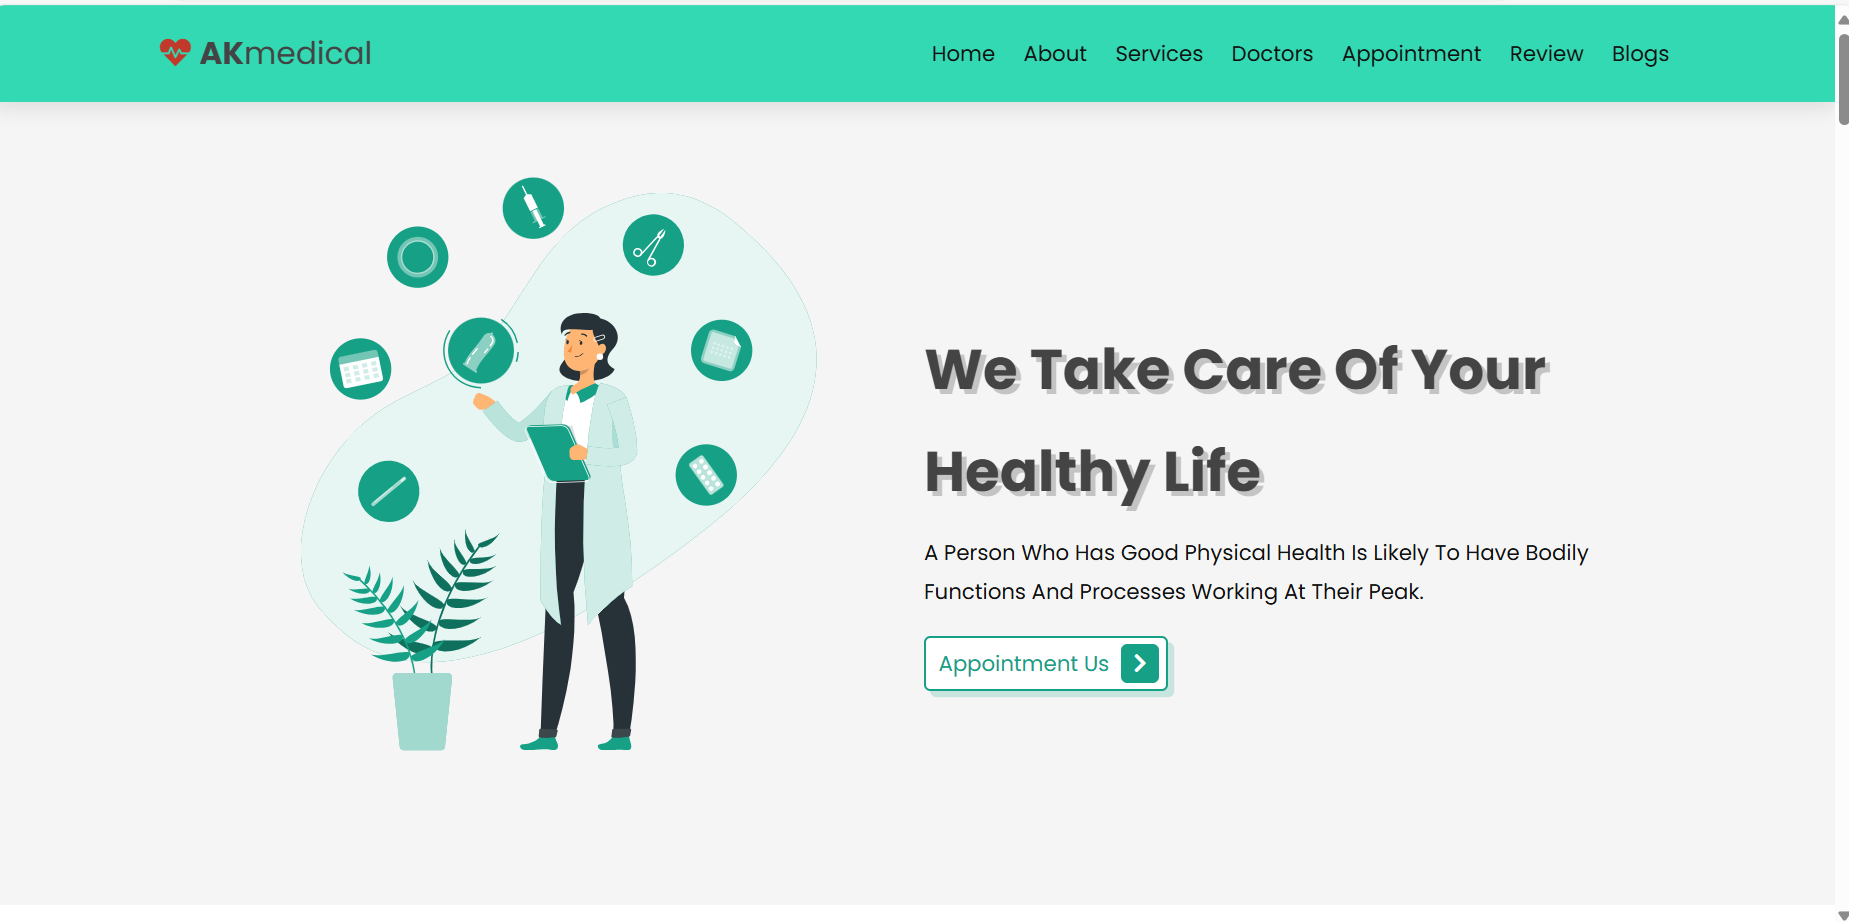 AKmedical
Home About Services Doctors Appointment Review Blogs
We Take Care Of Your
Healthy Life
A Person Who Has Good Physical Health Is Likely To Have Bodily
Functions And Processes Working At Their Peak.
Appointment Us